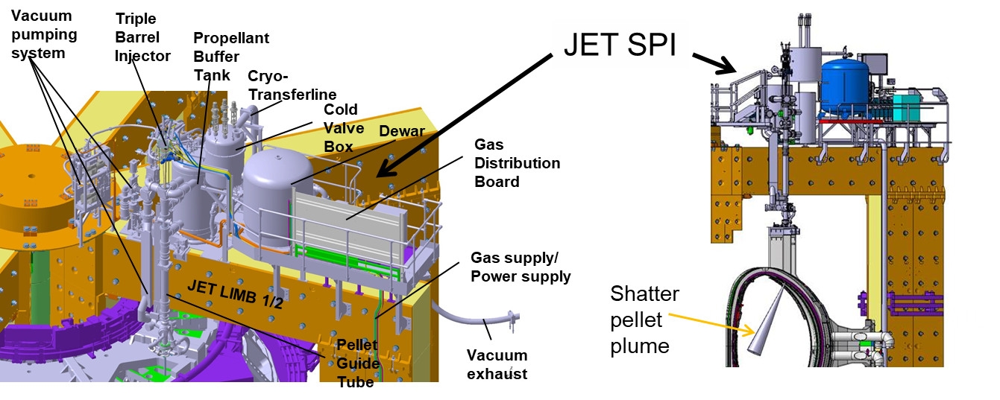 Vacuum
pumping
system
Triple
Barrel
Injector
Propellant
Buffer
Tank
Cryo-
Transferline
Cold
Valve
Box
Dewar
Gas
Distribution
Board
JET SPI
Gas supply/
Power supply
JET LIMB 1/2
Pellet
Guide
Tube
Vacuum
exhaust
Shatter
pellet
plume